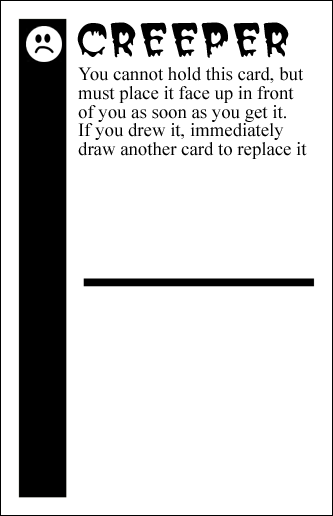 CREEPER
You cannot hold this card, but
must place it face up in front
of you as soon as you get it.
If you drew it, immediately
draw another card to replace it